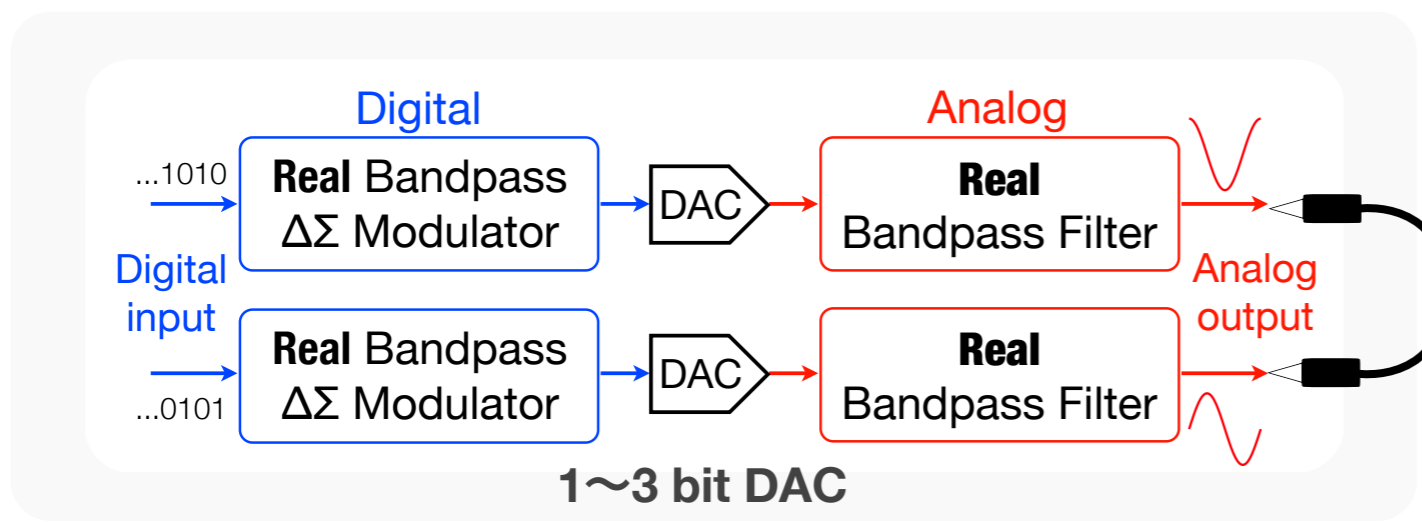 Digital
Analog
...1010
Real Bandpass
ΔΣ Modulator
DAC
Real
Bandpass Filter
Digital
input
Analog
output
...0101
Real Bandpass
ΔΣ Modulator
DAC
Real
Bandpass Filter
1〜3 bit DAC